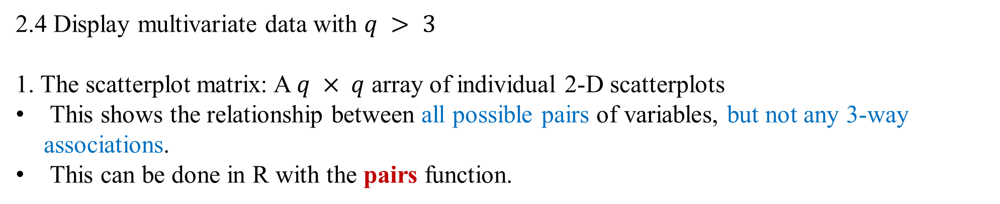 2.4 Display multivariate data with q > 3
1. The scatterplot matrix: A q × q array of individual 2-D scatterplots
• This shows the relationship between all possible pairs of variables, but not any 3-way
associations.
• This can be done in R with the pairs function.